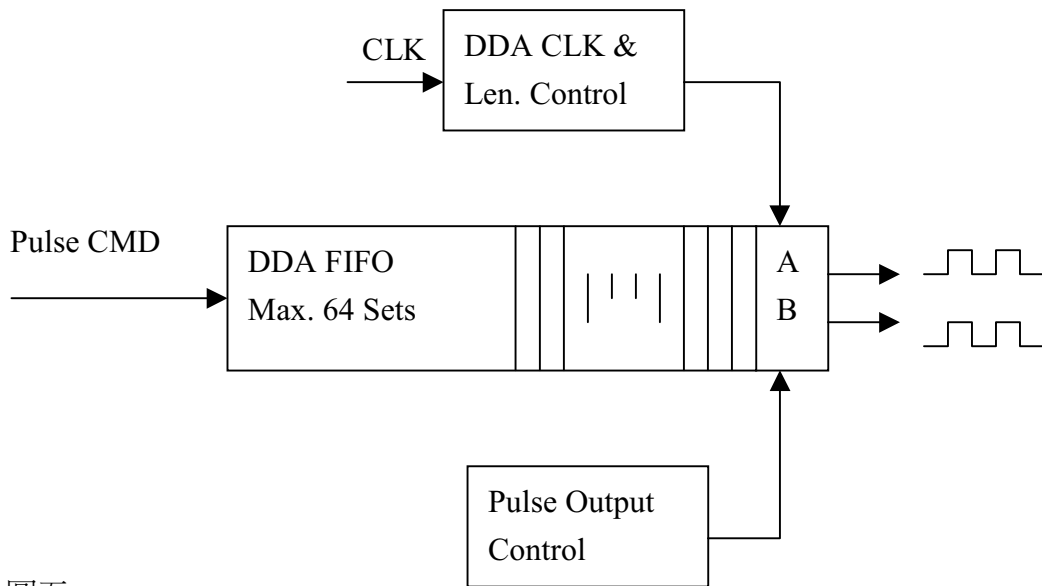 CLK
DDA CLK &
Len. Control
Pulse CMD
DDA FIFO
Max. 64 Sets
A
B
Pulse Output
Control